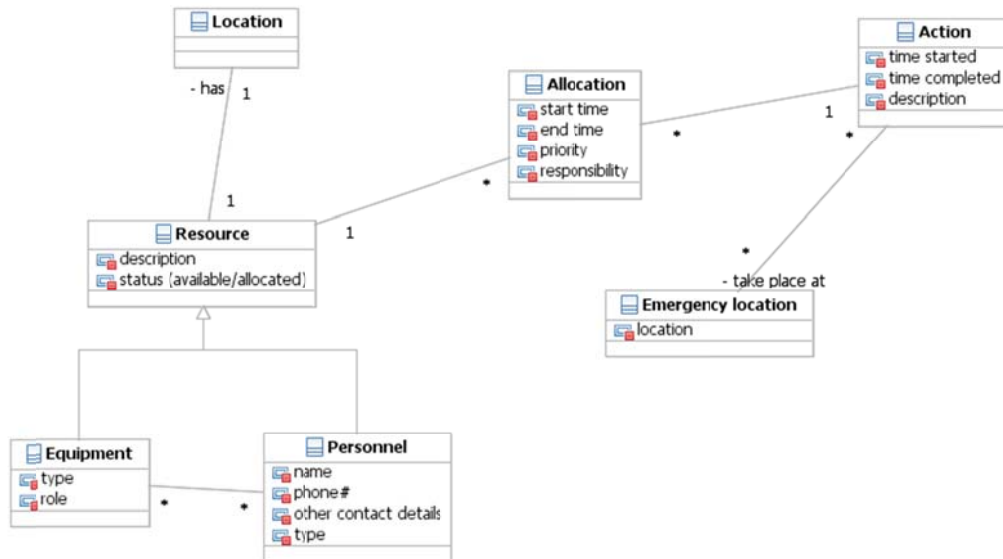 Location
- has
1
1
Resource
description
status (available/allocated)
1
*
Allocation
start time
end time
priority
responsibility
*
1
Action
time started
time completed
description
*
*
- take place at
Emergency location
location
Equipment
type
role
*
*
Personnel
name
phone#
other contact details
type